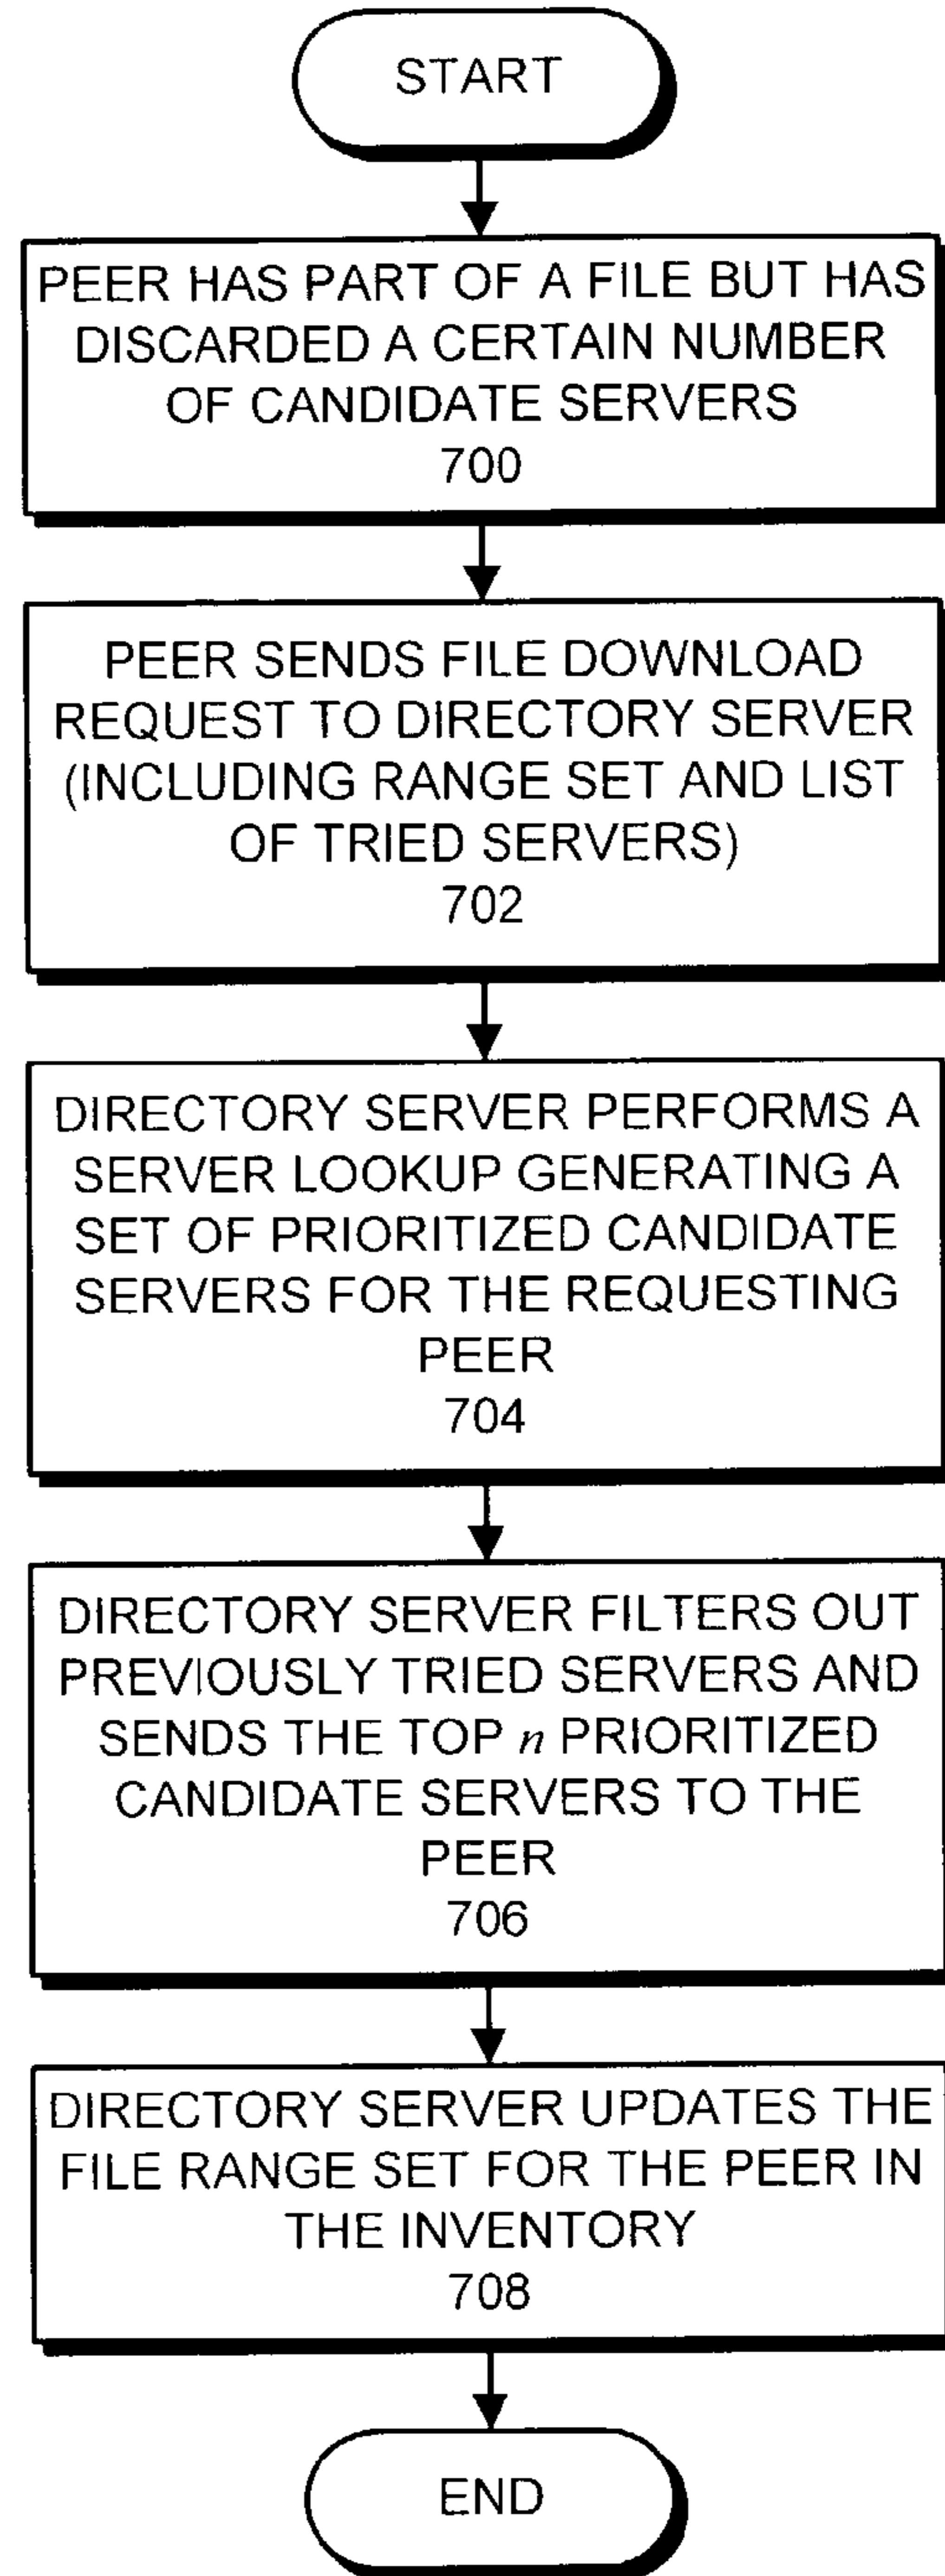 START
PEER HAS PART OF A FILE BUT HAS
DISCARDED A CERTAIN NUMBER
OF CANDIDATE SERVERS
700
PEER SENDS FILE DOWNLOAD
REQUEST TO DIRECTORY SERVER
(INCLUDING RANGE SET AND LIST
OF TRIED SERVERS)
702
DIRECTORY SERVER PERFORMS A
SERVER LOOKUP GENERATING A
SET OF PRIORITIZED CANDIDATE
SERVERS FOR THE REQUESTING
PEER
704
DIRECTORY SERVER FILTERS OUT
PREVIOUSLY TRIED SERVERS AND
SENDS THE TOP n PRIORITIZED
CANDIDATE SERVERS TO THE
PEER
706
DIRECTORY SERVER UPDATES THE
FILE RANGE SET FOR THE PEER IN
THE INVENTORY
708
END